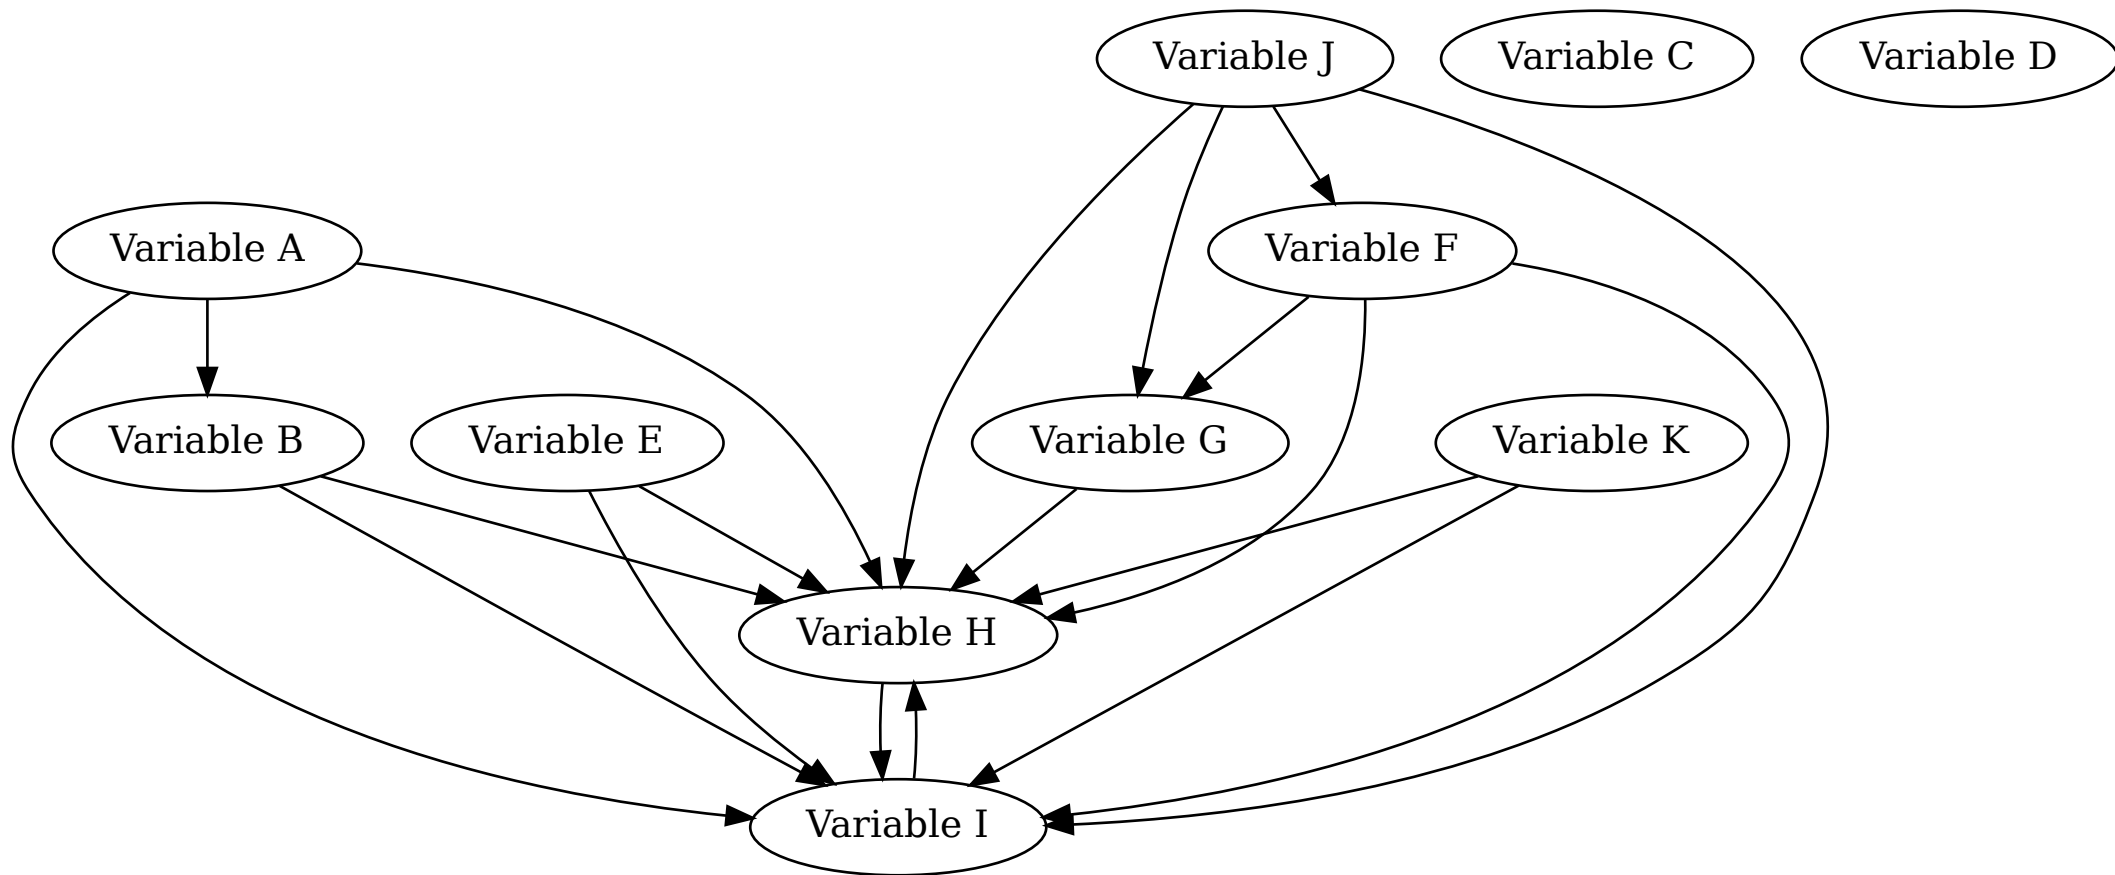 Variable J
Variable C
Variable D
Variable A
Variable F
Variable B
Variable E
Variable G
Variable K
Variable H
Variable I